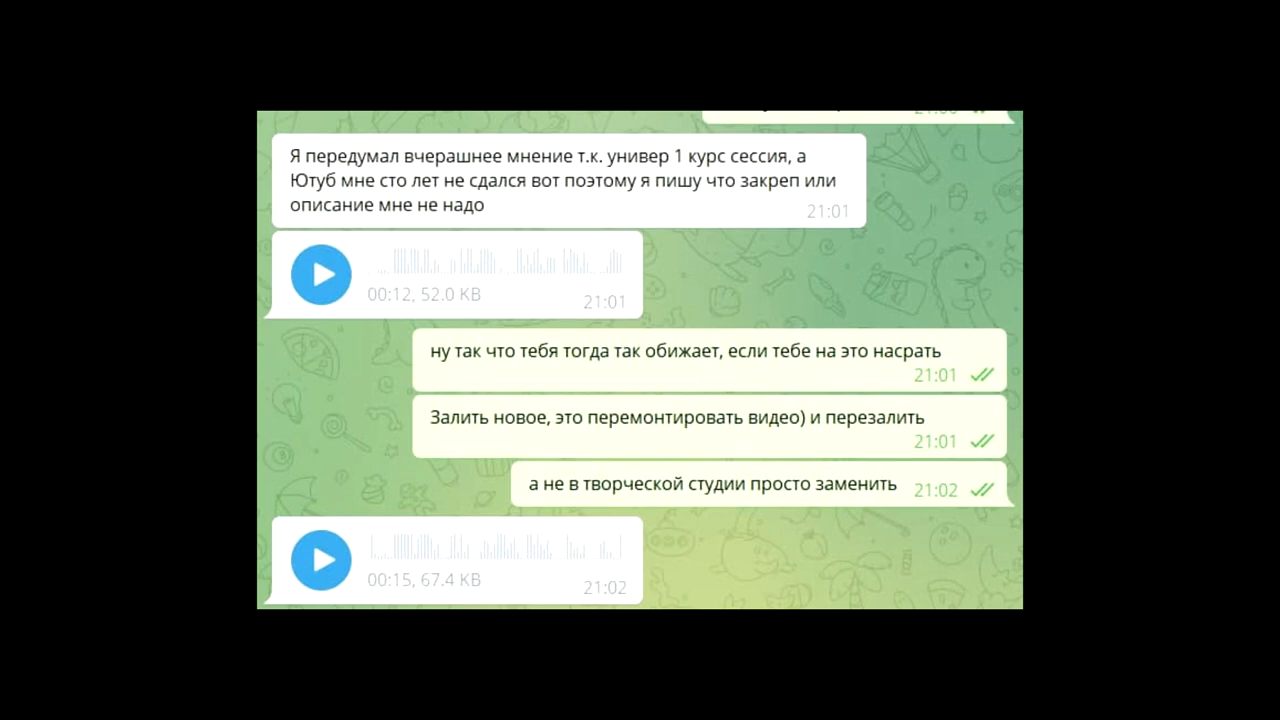 Я передумал вчерашнее мнение т.к. универ 1 курс сессия, а
Ютуб мне сто лет не сдался вот поэтому я пишу что закреп или
описание мне не надо
21:01
00:12, 52.0 KB
21:01
ну так что тебя тогда так обижает, если тебе на это насрать
21:01
Залить новое, это перемонтировать видео) и перезалить
21:01
а не в творческой студии просто заменить
21:02
00:15, 67.4 KB
21:02